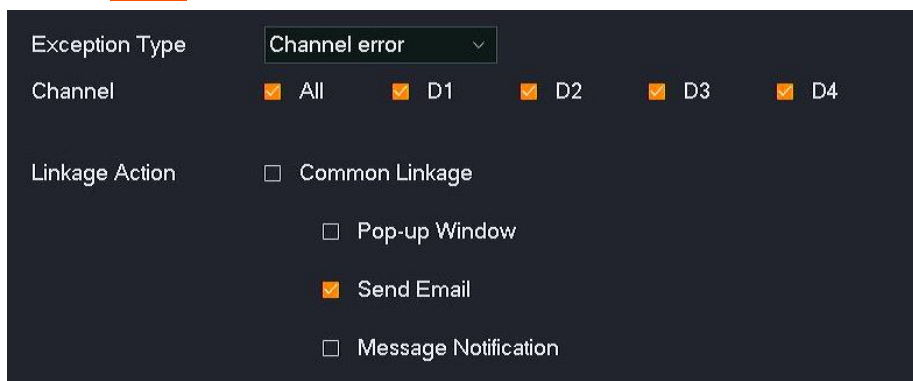 Exception Type Channel error
Channel All D1 D2 D3 D4
Linkage Action Common Linkage
Pop-up Window
Send Email
Message Notification